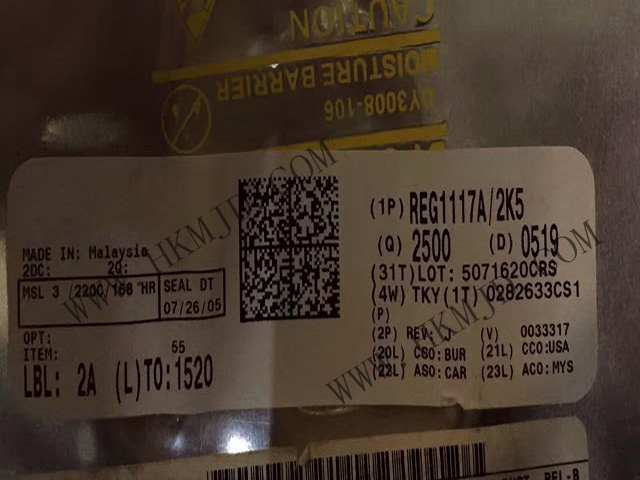 CAUTION
MOISTURE BARRIER
DY3008-106
WWW.HKMJD.COM
(1P) REG1117A/2K5
(Q) 2500 (D) 0519
(31T)LOT: 5071620CRS
(4W) TKY(1T) 0282633CS1
(P)
(2P) REV: (V) 0033317
(20L) CSO:BUR (21L) CCO:USA
(22L) ASO:CAR (23L) ACO:MYS
MADE IN: Malaysia
2DC: 2Q:
MSL 3 /220C/168 HR SEAL DT
07/26/05
OPT:
ITEM: 55
LBL: 2A (L)TO:1520